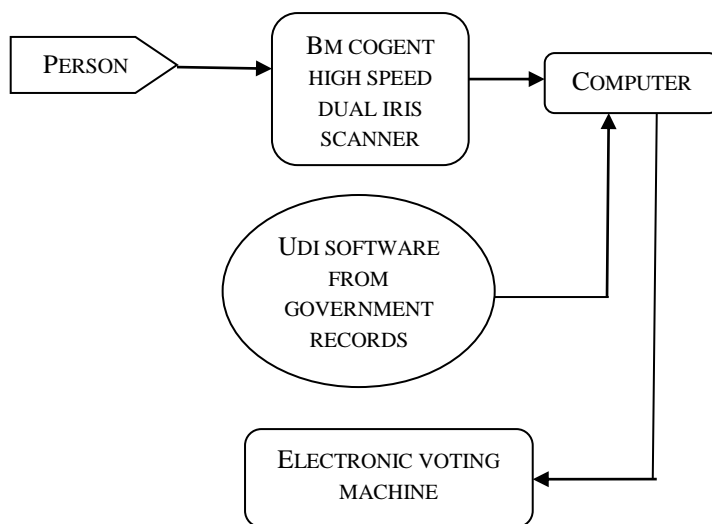 PERSON
BM COGENT
HIGH SPEED
DUAL IRIS
SCANNER
COMPUTER
UDI SOFTWARE
FROM
GOVERNMENT
RECORDS
ELECTRONIC VOTING
MACHINE